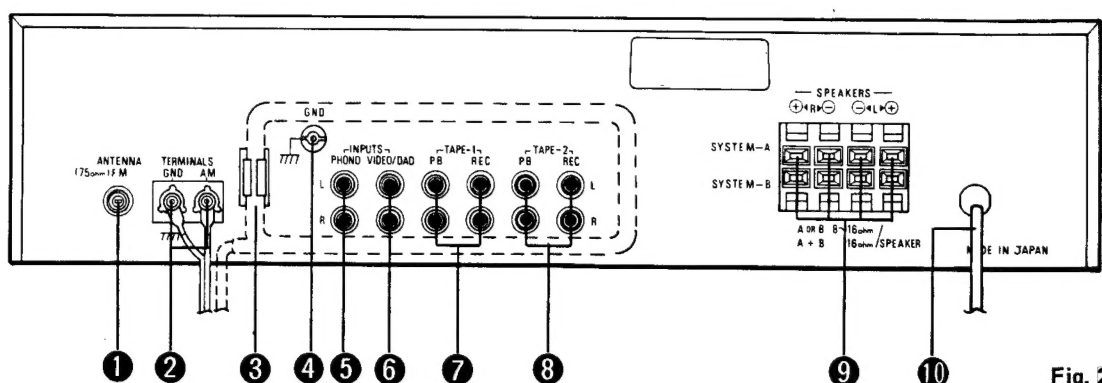 SPEAKERS
⊕◄R►⊖ ⊖◄L►⊕
GND
INPUTS TAPE-1 TAPE-2
ANTENNA TERMINALS PHONO VIDEO/DAD PB REC PB REC SYSTEM-A
(75ohm) FM GND AM
L L SYSTEM-B
R R
A OR B 8~16ohm
A + B 16ohm /SPEAKER MADE IN JAPAN
1 2 3 4 5 6 7 8 9 10
Fig. 2